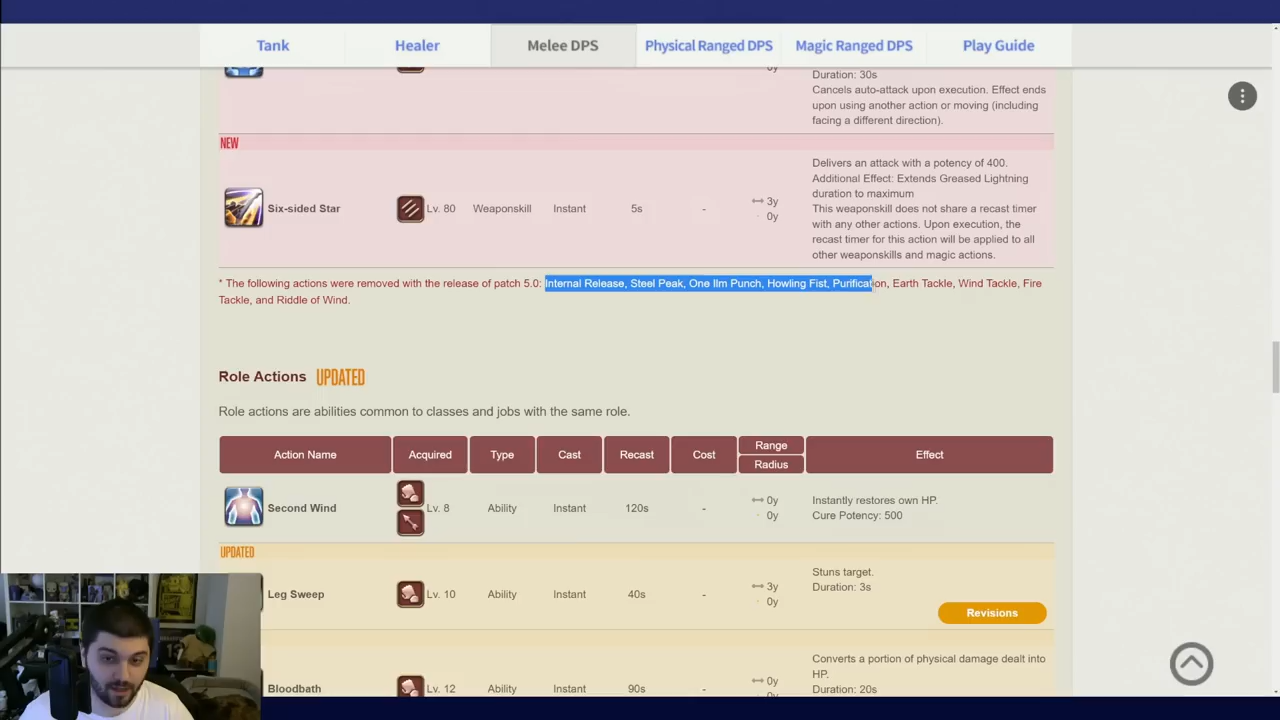 Tank
Healer
Melee DPS
Physical Ranged DPS
Magic Ranged DPS
Play Guide
Duration: 30s
Cancels auto-attack upon execution. Effect ends
upon using another action or moving (including
facing a different direction).
NEW
Six-sided Star
Lv. 80
Weaponskill
Instant
5s
-
3y
0y
Delivers an attack with a potency of 400.
Additional Effect: Extends Greased Lightning
duration to maximum
This weaponskill does not share a recast timer
with any other actions. Upon execution, the
recast timer for this action will be applied to all
other weaponskills and magic actions.
* The following actions were removed with the release of patch 5.0: Internal Release, Steel Peak, One Ilm Punch, Howling Fist, Purification, Earth Tackle, Wind Tackle, Fire
Tackle, and Riddle of Wind.
Role Actions UPDATED
Role actions are abilities common to classes and jobs with the same role.
Action Name
Acquired
Type
Cast
Recast
Cost
Range
Radius
Effect
Second Wind
Lv. 8
Ability
Instant
120s
-
0y
0y
Instantly restores own HP.
Cure Potency: 500
UPDATED
Leg Sweep
Lv. 10
Ability
Instant
40s
-
3y
0y
Stuns target.
Duration: 3s
Revisions
Bloodbath
Lv. 12
Ability
Instant
90s
-
0y
Converts a portion of physical damage dealt into
HP.
Duration: 20s